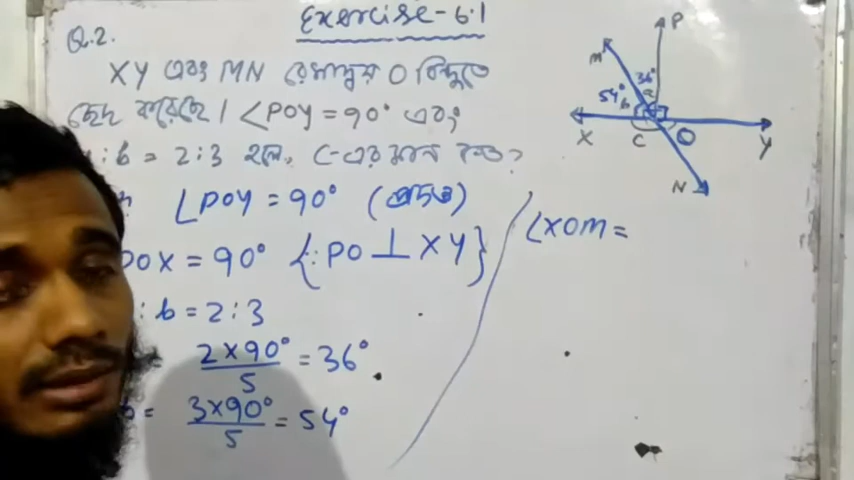 Exercise-6.1
Q.2.
XY এবং MN রেখাদ্বয় O বিন্দুতে
ছেদ করেছে। ∠POY = 90° এবং
: b = 2:3 হলে, C-এর মান কত?
∠POY = 90° (প্রদত্ত)
POX = 90° {∵ PO ⊥ XY}
: b = 2:3
= 2×90°/5 = 36°
b = 3×90°/5 = 54°
∠XOM =
P
M
36°
a
54°
b
X
C
O
Y
N